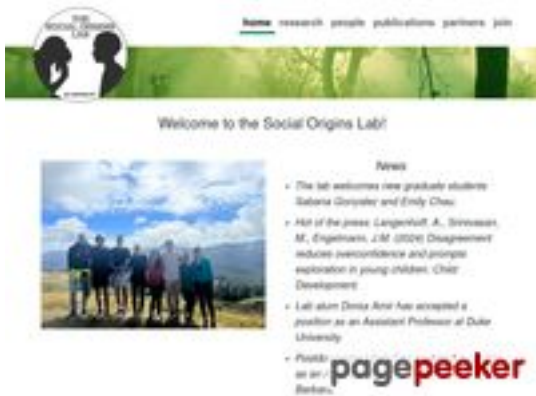 THE
SOCIAL ORIGINS
LAB
home research people publications partners join
Welcome to the Social Origins Lab!
News
The lab welcomes new graduate students
Gonzalez and Emily Chau.
Hot of the press: Langenhoff, A., Srinivasan,
M., Engelmann, J.M. (2024) Disagreement
reduces overconfidence and prompts
exploration in young children. Child
Development
Lab alum Dorsa Amir has accepted a
position as an Assistant Professor at Duke
University.
as an
pagepeeker